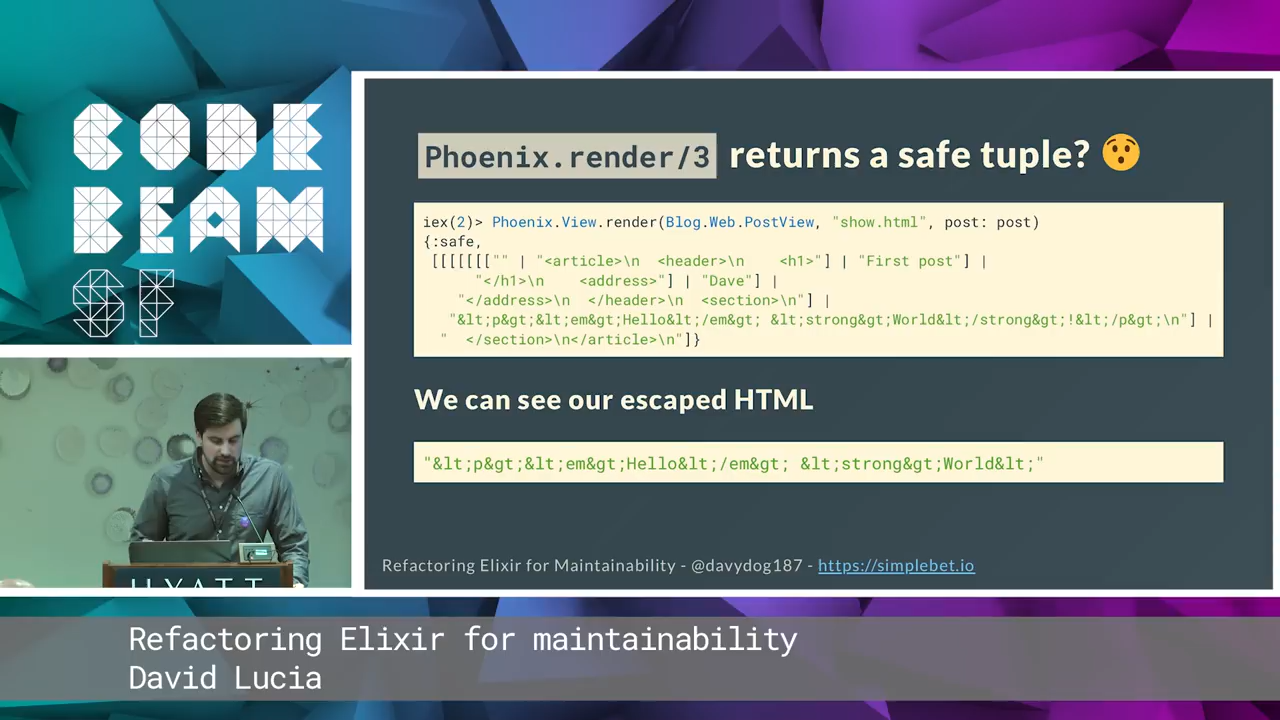 CODE
BEAM
SF
Phoenix.render/3 returns a safe tuple? 😯
iex(2)> Phoenix.View.render(Blog.Web.PostView, "show.html", post: post)
{:safe,
 [[[[[[["" | "<article>\n  <header>\n    <h1>"] | "First post"] |
      "</h1>\n    <address>"] | "Dave"] |
    "</address>\n  </header>\n  <section>\n"] |
   "&lt;p&gt;&lt;em&gt;Hello&lt;/em&gt; &lt;strong&gt;World&lt;/strong&gt;!&lt;/p&gt;\n"] |
  "  </section>\n</article>\n"]}
We can see our escaped HTML
"&lt;p&gt;&lt;em&gt;Hello&lt;/em&gt; &lt;strong&gt;World&lt;"
Refactoring Elixir for Maintainability - @davydog187 - https://simplebet.io
HYATT
Refactoring Elixir for maintainability
David Lucia